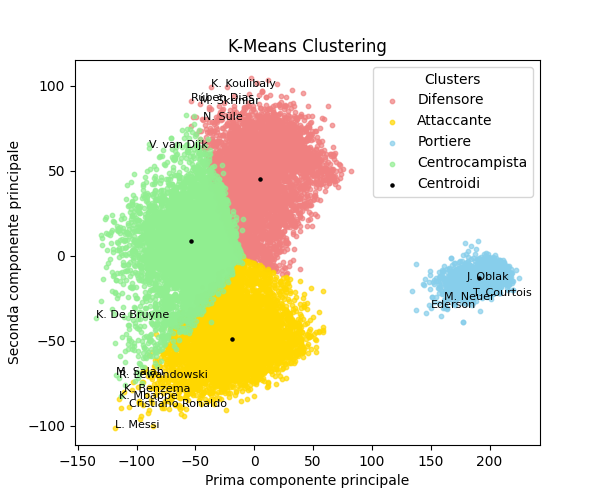 K-Means Clustering
Clusters
Difensore
Attaccante
Portiere
Centrocampista
Centroidi
K. Koulibaly
Rúben Dias
M. Škriniar
N. Süle
V. van Dijk
J. Oblak
T. Courtois
M. Neuer
Ederson
K. De Bruyne
M. Salah
R. Lewandowski
K. Benzema
K. Mbappé
Cristiano Ronaldo
L. Messi
100
50
0
−50
−100
Seconda componente principale
−150
−100
−50
0
50
100
150
200
Prima componente principale